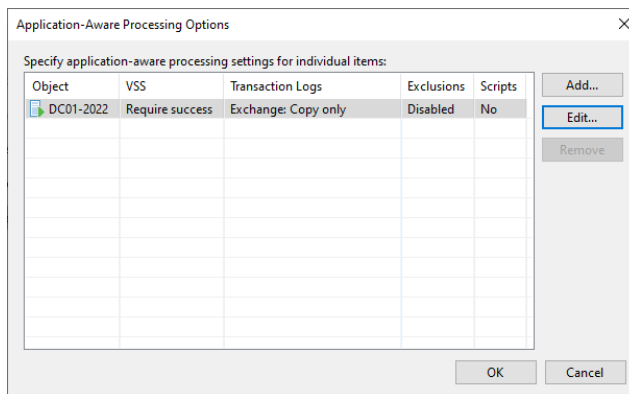 Application-Aware Processing Options
Specify application-aware processing settings for individual items:
Object VSS Transaction Logs Exclusions Scripts
DC01-2022 Require success Exchange: Copy only Disabled No
Add...
Edit...
Remove
OK Cancel